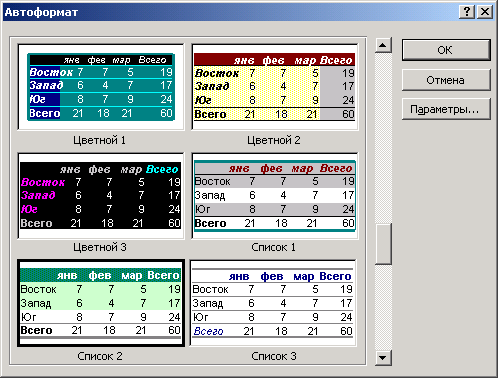 Автоформат
янв фев мар Всего
Восток 7 7 5 19
Запад 6 4 7 17
Юг 8 7 9 24
Всего 21 18 21 60
Цветной 1
янв фев мар Всего
Восток 7 7 5 19
Запад 6 4 7 17
Юг 8 7 9 24
Всего 21 18 21 60
Цветной 2
янв фев мар Всего
Восток 7 7 5 19
Запад 6 4 7 17
Юг 8 7 9 24
Всего 21 18 21 60
Цветной 3
янв фев мар Всего
Восток 7 7 5 19
Запад 6 4 7 17
Юг 8 7 9 24
Всего 21 18 21 60
Список 1
янв фев мар Всего
Восток 7 7 5 19
Запад 6 4 7 17
Юг 8 7 9 24
Всего 21 18 21 60
Список 2
янв фев мар Всего
Восток 7 7 5 19
Запад 6 4 7 17
Юг 8 7 9 24
Всего 21 18 21 60
Список 3
ОК
Отмена
Параметры...